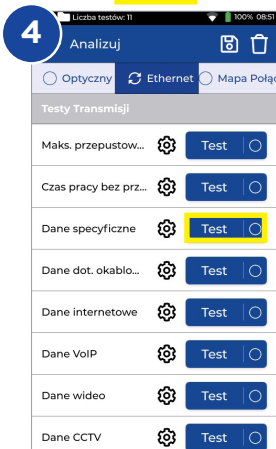 4
Liczba testów: 11
100% 08:51
Analizuj
Optyczny Ethernet Mapa Połąc
Testy Transmisji
Maks. przepustow... Test
Czas pracy bez prz... Test
Dane specyficzne Test
Dane dot. okablo... Test
Dane internetowe Test
Dane VoIP Test
Dane wideo Test
Dane CCTV Test